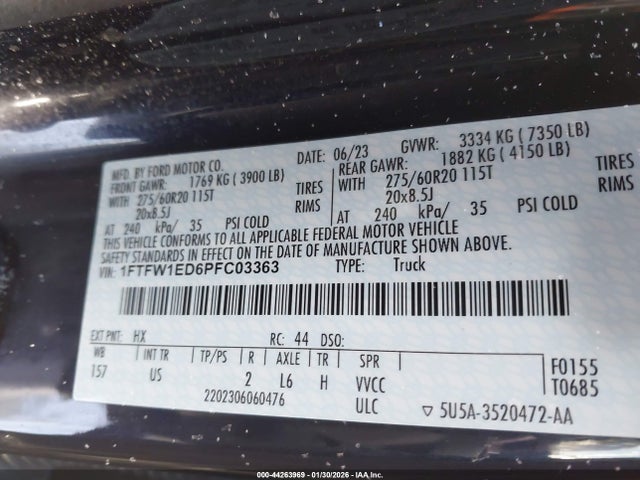 MFD. BY FORD MOTOR CO.
DATE: 06/23 GVWR: 3334 KG ( 7350 LB)
FRONT GAWR: 1769 KG ( 3900 LB) REAR GAWR: 1882 KG ( 4150 LB)
WITH 275/60R20 115T TIRES WITH 275/60R20 115T TIRES
20x8.5J RIMS 20x8.5J RIMS
AT 240 kPa/ 35 PSI COLD AT 240 kPa/ 35 PSI COLD
THIS VEHICLE CONFORMS TO ALL APPLICABLE FEDERAL MOTOR VEHICLE
SAFETY STANDARDS IN EFFECT ON THE DATE OF MANUFACTURE SHOWN ABOVE.
VIN: 1FTFW1ED6PFC03363 TYPE: Truck
EXT PNT: HX RC: 44 DSO:
WB INT TR TP/PS R AXLE TR SPR F0155
157 US 2 L6 H VVCC T0685
2202306060476 ULC ▽ 5U5A-3520472-AA
000-44263969 — 01/30/2026 — IAA, Inc.